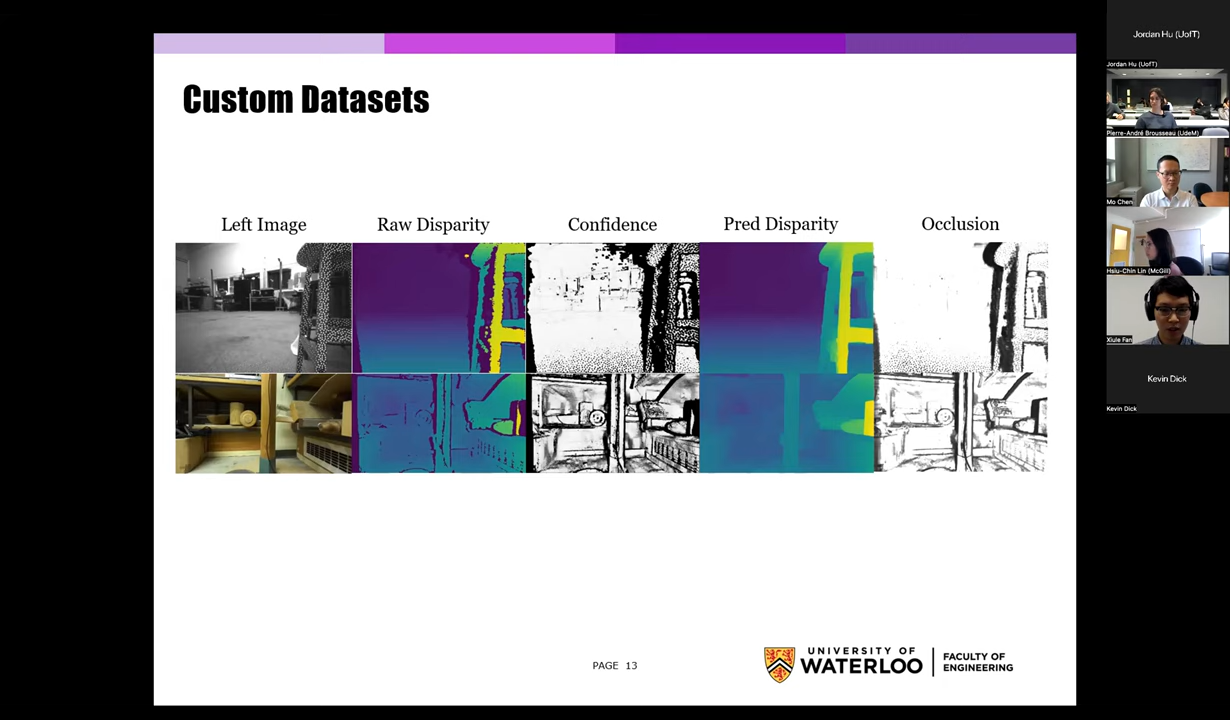 Custom Datasets
Left Image Raw Disparity Confidence Pred Disparity Occlusion
PAGE 13
UNIVERSITY OF
WATERLOO
FACULTY OF
ENGINEERING
Jordan Hu (UofT)
Jordan Hu (UofT)
Pierre-André Brousseau (UdeM)
Mo Chen
Hsiu-Chin Lin (McGill)
Xiule Fan
Kevin Dick
Kevin Dick